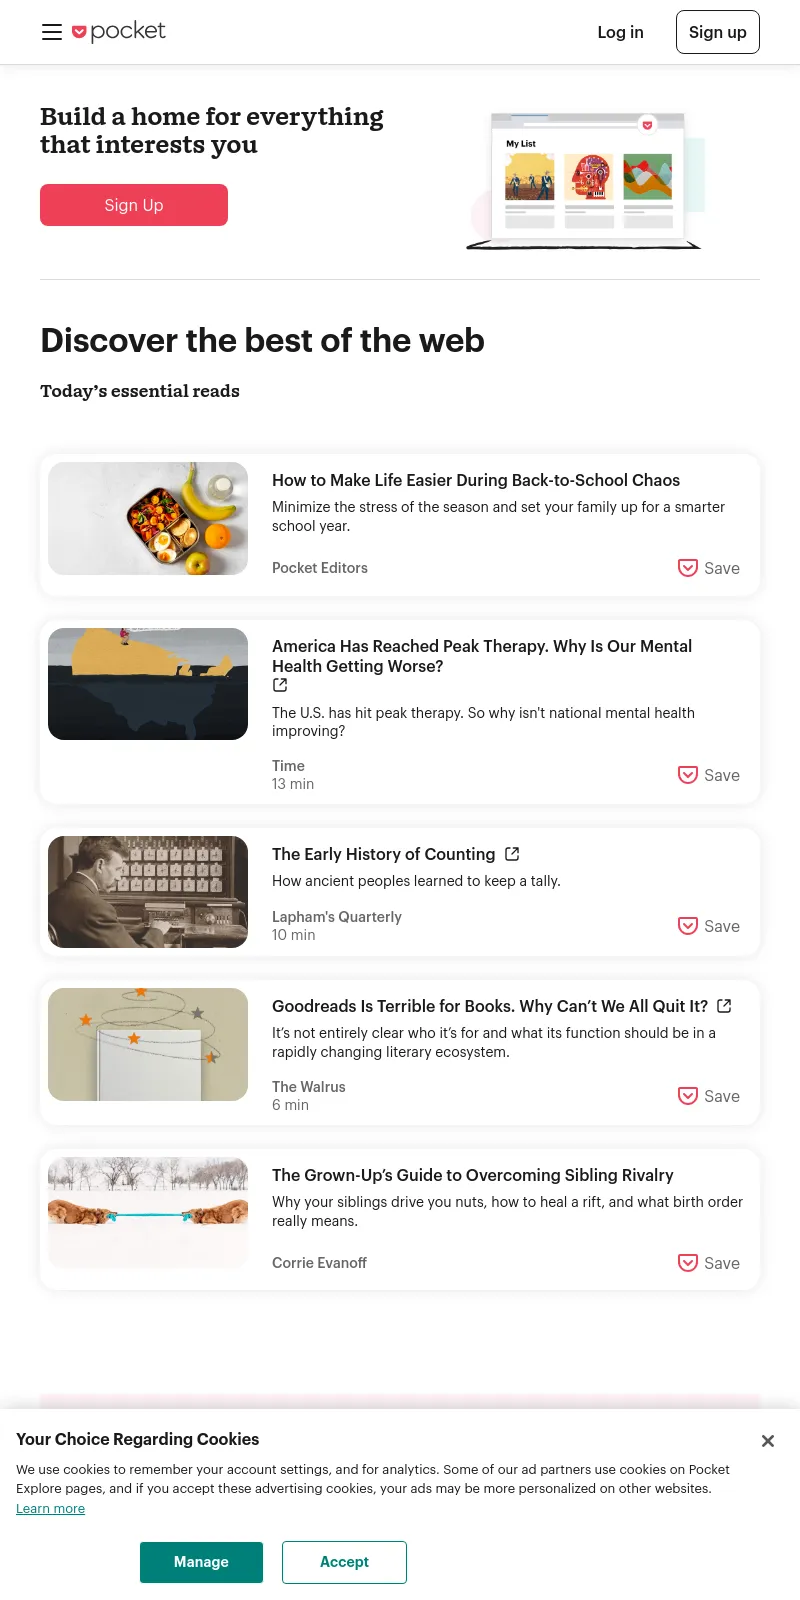 pocket
Log in
Sign up
Build a home for everything
that interests you
Sign Up
My List
Discover the best of the web
Today’s essential reads
How to Make Life Easier During Back-to-School Chaos
Minimize the stress of the season and set your family up for a smarter
school year.
Pocket Editors
Save
America Has Reached Peak Therapy. Why Is Our Mental
Health Getting Worse?
The U.S. has hit peak therapy. So why isn't national mental health
improving?
Time
13 min
Save
The Early History of Counting
How ancient peoples learned to keep a tally.
Lapham's Quarterly
10 min
Save
Goodreads Is Terrible for Books. Why Can’t We All Quit It?
It’s not entirely clear who it’s for and what its function should be in a
rapidly changing literary ecosystem.
The Walrus
6 min
Save
The Grown-Up’s Guide to Overcoming Sibling Rivalry
Why your siblings drive you nuts, how to heal a rift, and what birth order
really means.
Corrie Evanoff
Save
Your Choice Regarding Cookies
We use cookies to remember your account settings, and for analytics. Some of our ad partners use cookies on Pocket
Explore pages, and if you accept these advertising cookies, your ads may be more personalized on other websites.
Learn more
Manage
Accept